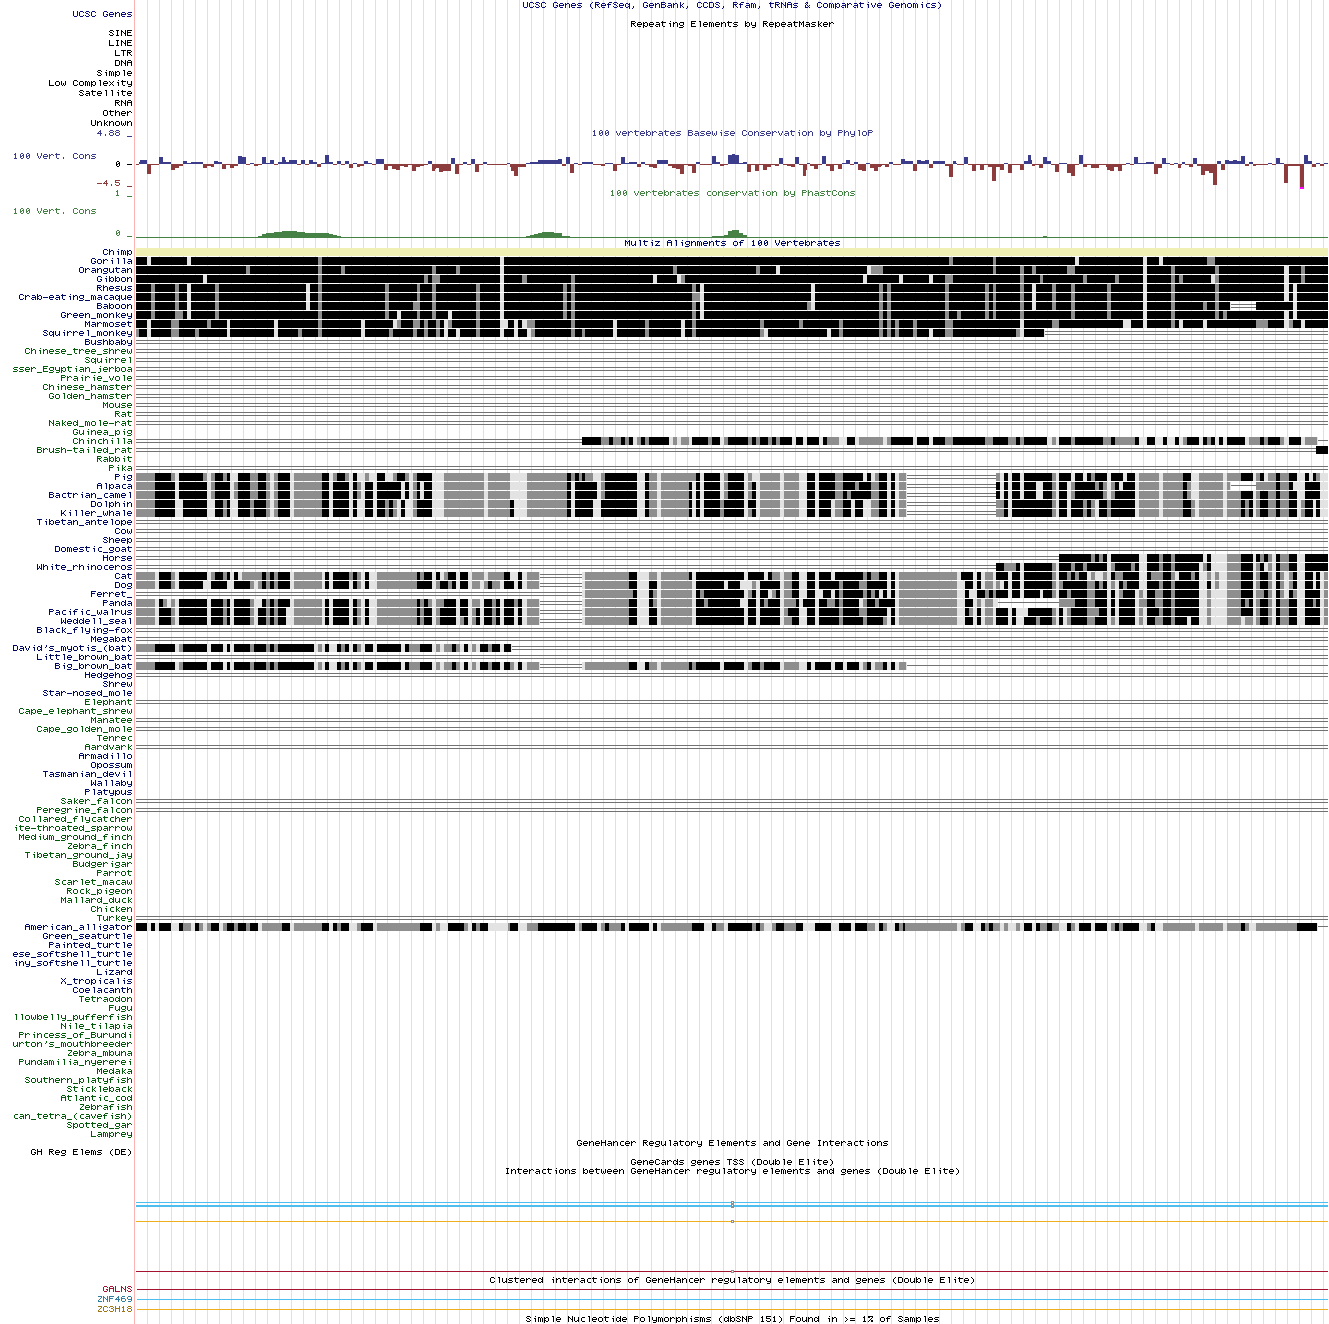 UCSC Genes (RefSeq, GenBank, CCDS, Rfam, tRNAs & Comparative Genomics)
UCSC Genes
Repeating Elements by RepeatMasker
SINE
LINE
LTR
DNA
Simple
Low Complexity
Satellite
RNA
Other
Unknown
4.88 _
100 vertebrates Basewise Conservation by PhyloP
100 Vert. Cons
0 _
-4.5 _
1 _
100 vertebrates conservation by PhastCons
100 Vert. Cons
0 _
Multiz Alignments of 100 Vertebrates
Chimp
Gorilla
Orangutan
Gibbon
Rhesus
Crab-eating_macaque
Baboon
Green_monkey
Marmoset
Squirrel_monkey
Bushbaby
Chinese_tree_shrew
Squirrel
sser_Egyptian_jerboa
Prairie_vole
Chinese_hamster
Golden_hamster
Mouse
Rat
Naked_mole-rat
Guinea_pig
Chinchilla
Brush-tailed_rat
Rabbit
Pika
Pig
Alpaca
Bactrian_camel
Dolphin
Killer_whale
Tibetan_antelope
Cow
Sheep
Domestic_goat
Horse
White_rhinoceros
Cat
Dog
Ferret_
Panda
Pacific_walrus
Weddell_seal
Black_flying-fox
Megabat
David's_myotis_(bat)
Little_brown_bat
Big_brown_bat
Hedgehog
Shrew
Star-nosed_mole
Elephant
Cape_elephant_shrew
Manatee
Cape_golden_mole
Tenrec
Aardvark
Armadillo
Opossum
Tasmanian_devil
Wallaby
Platypus
Saker_falcon
Peregrine_falcon
Collared_flycatcher
ite-throated_sparrow
Medium_ground_finch
Zebra_finch
Tibetan_ground_jay
Budgerigar
Parrot
Scarlet_macaw
Rock_pigeon
Mallard_duck
Chicken
Turkey
American_alligator
Green_seaturtle
Painted_turtle
ese_softshell_turtle
iny_softshell_turtle
Lizard
X_tropicalis
Coelacanth
Tetraodon
Fugu
llowbelly_pufferfish
Nile_tilapia
Princess_of_Burundi
urton's_mouthbreeder
Zebra_mbuna
Pundamilia_nyererei
Medaka
Southern_platyfish
Stickleback
Atlantic_cod
Zebrafish
can_tetra_(cavefish)
Spotted_gar
Lamprey
GeneHancer Regulatory Elements and Gene Interactions
GH Reg Elems (DE)
GeneCards genes TSS (Double Elite)
Interactions between GeneHancer regulatory elements and genes (Double Elite)
Clustered interactions of GeneHancer regulatory elements and genes (Double Elite)
GALNS
ZNF469
ZC3H18
Simple Nucleotide Polymorphisms (dbSNP 151) Found in >= 1% of Samples